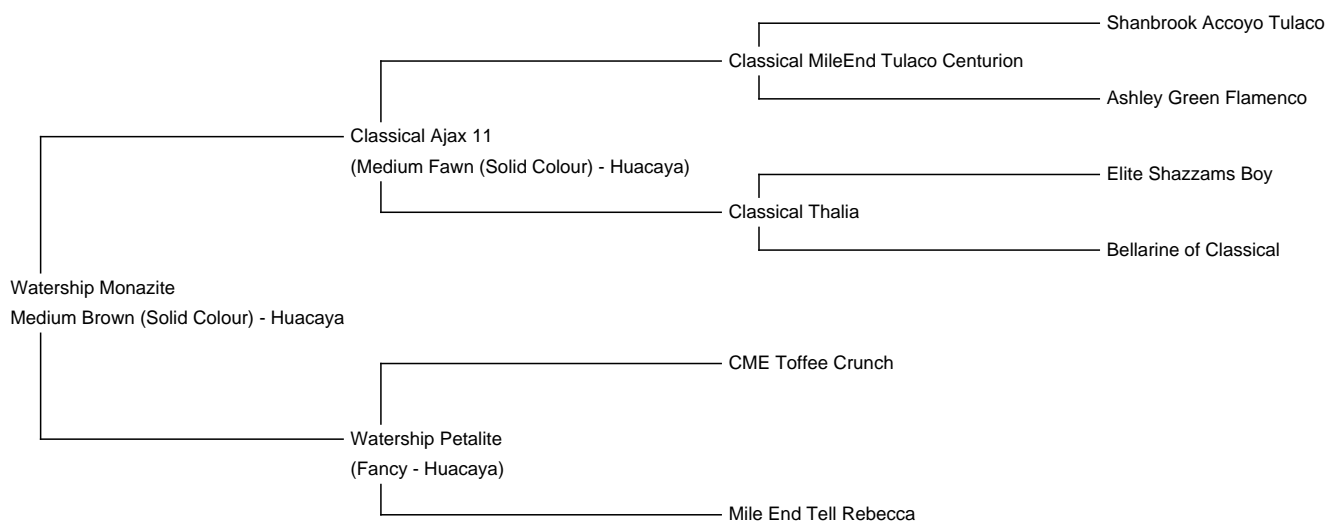 Shanbrook Accoyo Tulaco
Classical MileEnd Tulaco Centurion
Ashley Green Flamenco
Classical Ajax 11
(Medium Fawn (Solid Colour) - Huacaya)
Elite Shazzams Boy
Classical Thalia
Bellarine of Classical
Watership Monazite
Medium Brown (Solid Colour) - Huacaya
CME Toffee Crunch
Watership Petalite
(Fancy - Huacaya)
Mile End Tell Rebecca